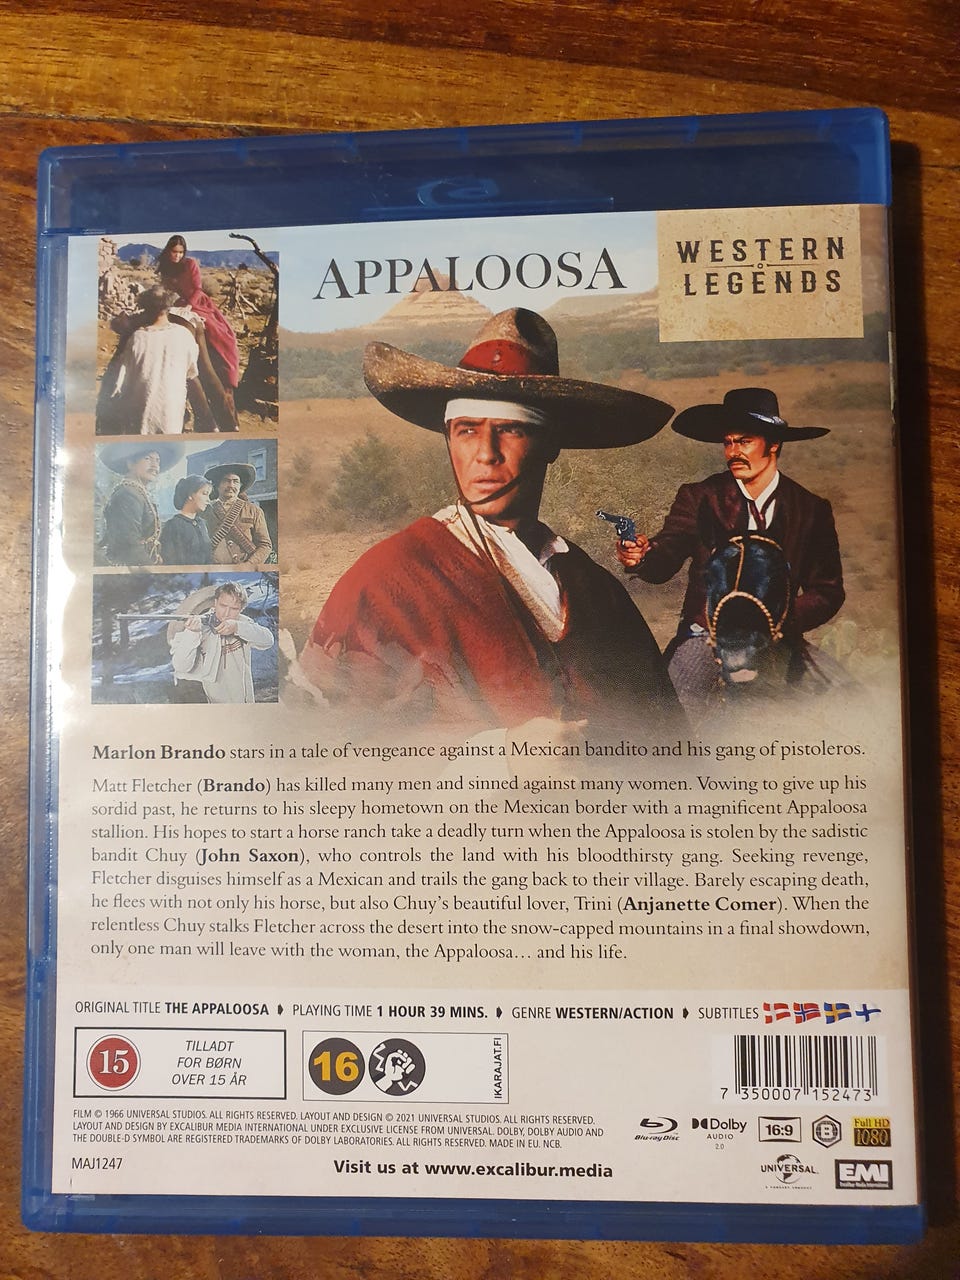 APPALOOSA
WESTERN
LEGENDS
Marlon Brando stars in a tale of vengeance against a Mexican bandito and his gang of pistoleros.
Matt Fletcher (Brando) has killed many men and sinned against many women. Vowing to give up his
sordid past, he returns to his sleepy hometown on the Mexican border with a magnificent Appaloosa
stallion. His hopes to start a horse ranch take a deadly turn when the Appaloosa is stolen by the sadistic
bandit Chuy (John Saxon), who controls the land with his bloodthirsty gang. Seeking revenge,
Fletcher disguises himself as a Mexican and trails the gang back to their village. Barely escaping death,
he flees with not only his horse, but also Chuy's beautiful lover, Trini (Anjanette Comer). When the
relentless Chuy stalks Fletcher across the desert into the snow-capped mountains in a final showdown,
only one man will leave with the woman, the Appaloosa... and his life.
ORIGINAL TITLE THE APPALOOSA PLAYING TIME 1 HOUR 39 MINS. GENRE WESTERN/ACTION SUBTITLES
15
TILLADT
FOR BØRN
OVER 15 ÅR
16
IKARAJAT.FI
7 350007 152473
FILM © 1966 UNIVERSAL STUDIOS. ALL RIGHTS RESERVED. LAYOUT AND DESIGN © 2021 UNIVERSAL STUDIOS. ALL RIGHTS RESERVED.
LAYOUT AND DESIGN BY EXCALIBUR MEDIA INTERNATIONAL UNDER EXCLUSIVE LICENSE FROM UNIVERSAL. DOLBY, DOLBY AUDIO AND
THE DOUBLE-D SYMBOL ARE REGISTERED TRADEMARKS OF DOLBY LABORATORIES. ALL RIGHTS RESERVED. MADE IN EU. NCB.
Blu-ray Disc
Dolby
AUDIO
2.0
16:9
B
Full HD
1080
MAJ1247
Visit us at www.excalibur.media
UNIVERSAL
EMI
Excalibur Media International